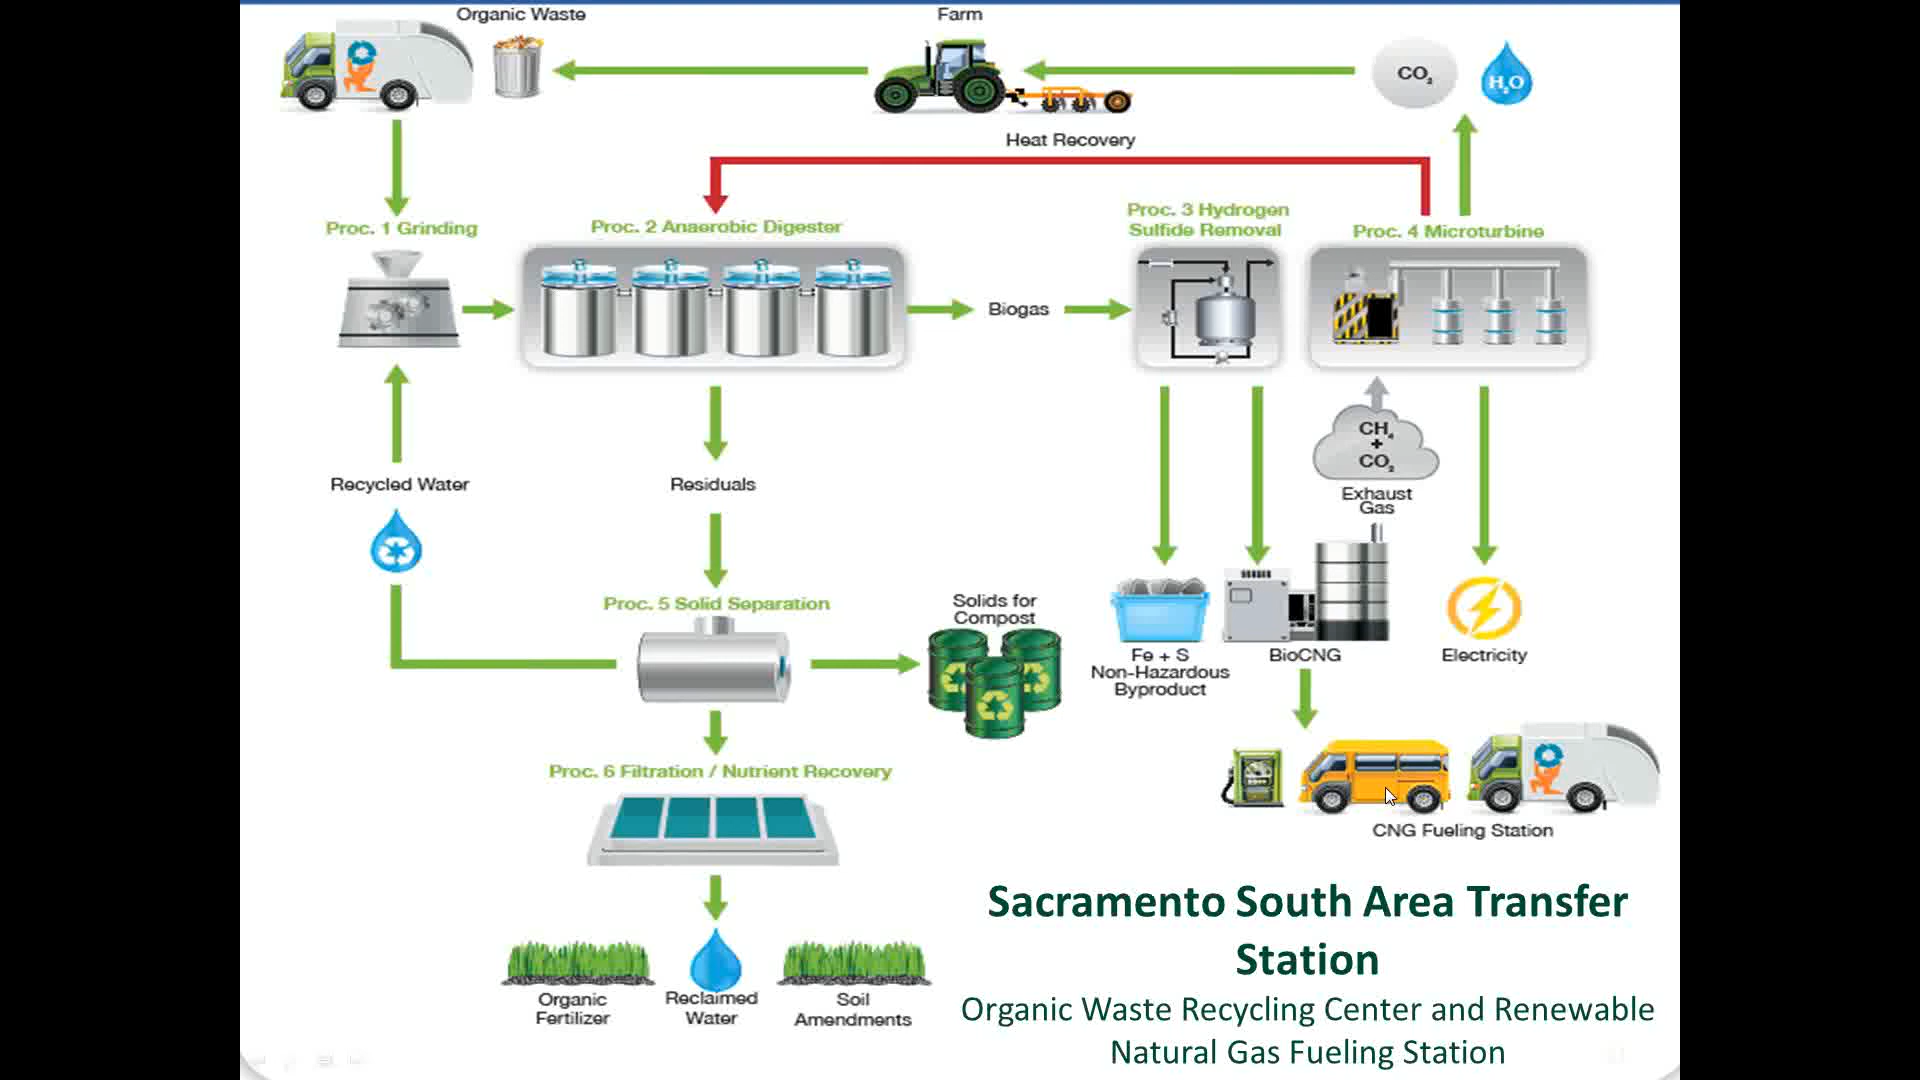 Organic Waste
Farm
CO₂
H₂O
Heat Recovery
Proc. 1 Grinding
Proc. 2 Anaerobic Digester
Proc. 3 Hydrogen
Sulfide Removal
Proc. 4 Microturbine
Biogas
CH₄
+
CO₂
Exhaust
Gas
Recycled Water
Residuals
Proc. 5 Solid Separation
Solids for
Compost
Fe + S
Non-Hazardous
Byproduct
BioCNG
Electricity
Proc. 6 Filtration / Nutrient Recovery
CNG Fueling Station
Organic
Fertilizer
Reclaimed
Water
Soil
Amendments
Sacramento South Area Transfer
Station
Organic Waste Recycling Center and Renewable
Natural Gas Fueling Station